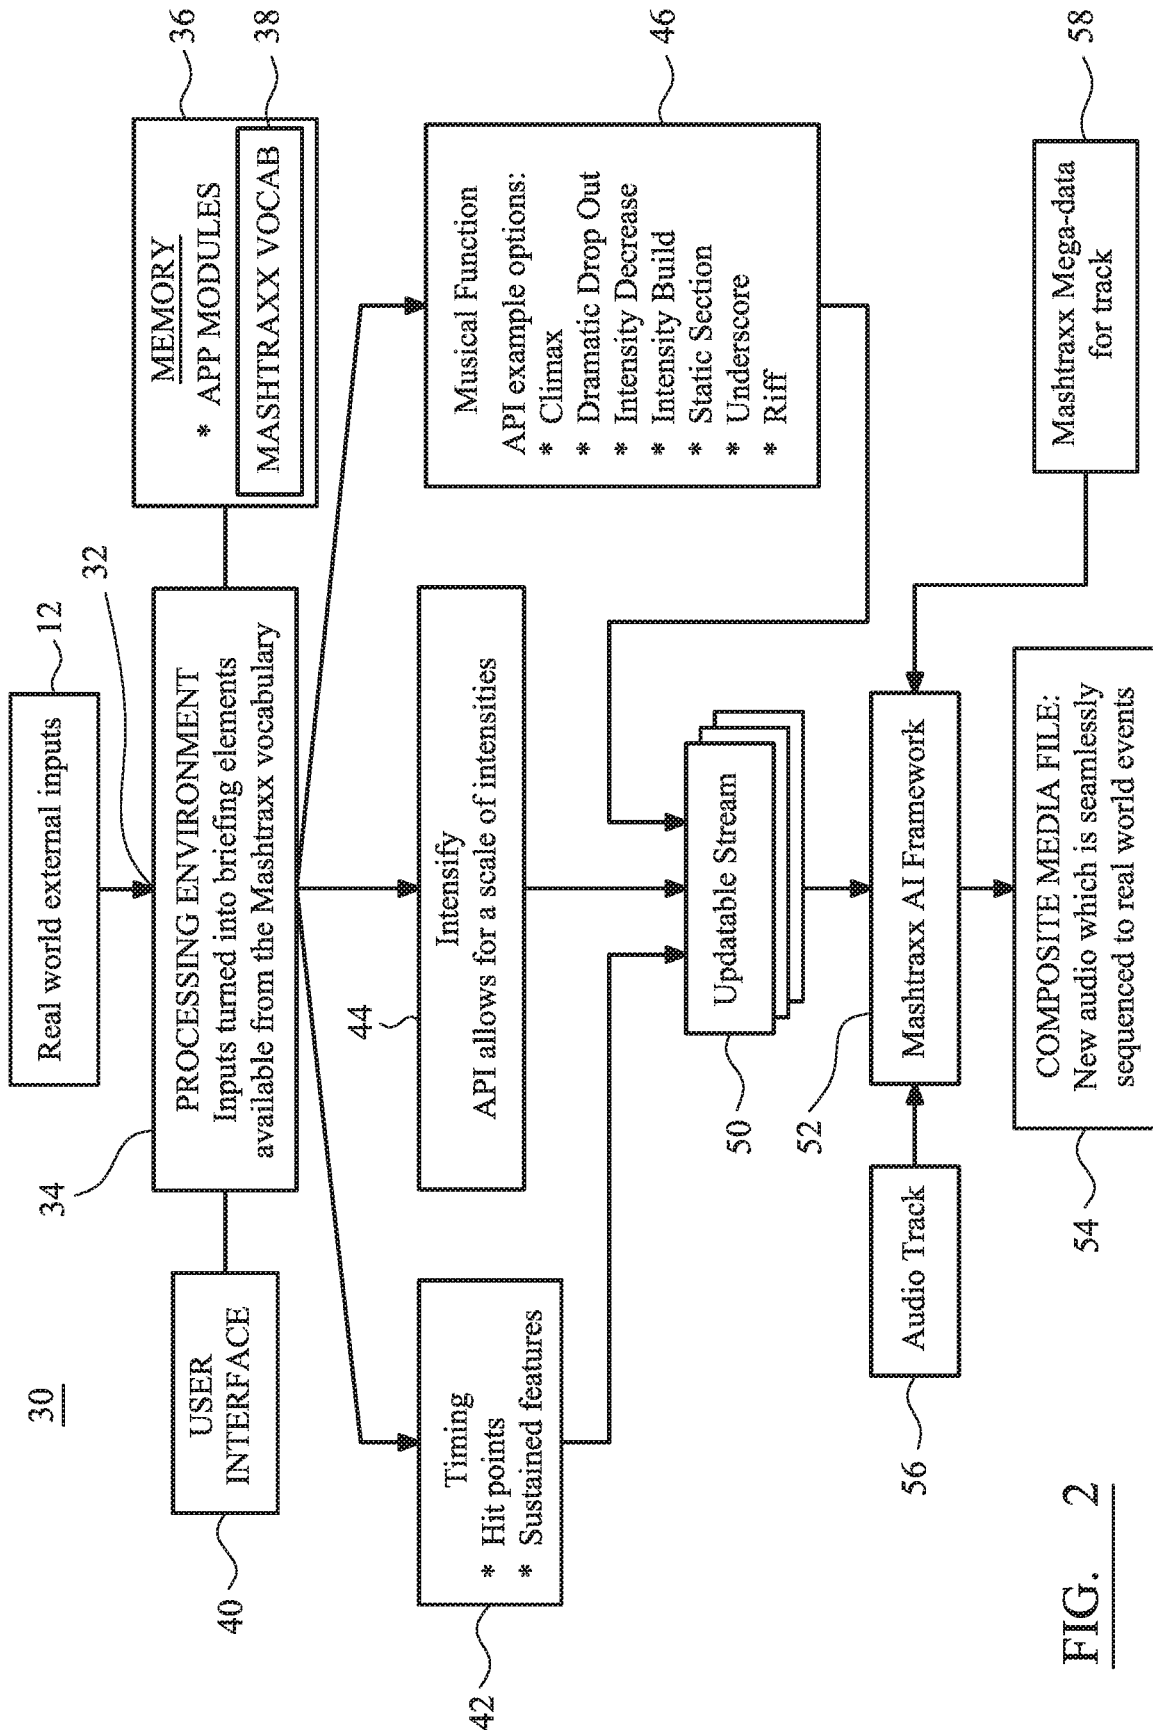 30
Real world external inputs
12
32
34
PROCESSING ENVIRONMENT
Inputs turned into briefing elements
available from the Mashtraxx vocabulary
USER
INTERFACE
40
MEMORY
* APP MODULES
MASHTRAXX VOCAB
36
38
Timing
* Hit points
* Sustained features
42
44
Intensify
API allows for a scale of intensities
Musical Function
API example options:
* Climax
* Dramatic Drop Out
* Intensity Decrease
* Intensity Build
* Static Section
* Underscore
* Riff
46
Updatable Stream
50
52
Mashtraxx AI Framework
Audio Track
56
Mashtraxx Mega-data
for track
58
COMPOSITE MEDIA FILE:
New audio which is seamlessly
sequenced to real world events
54
FIG. 2